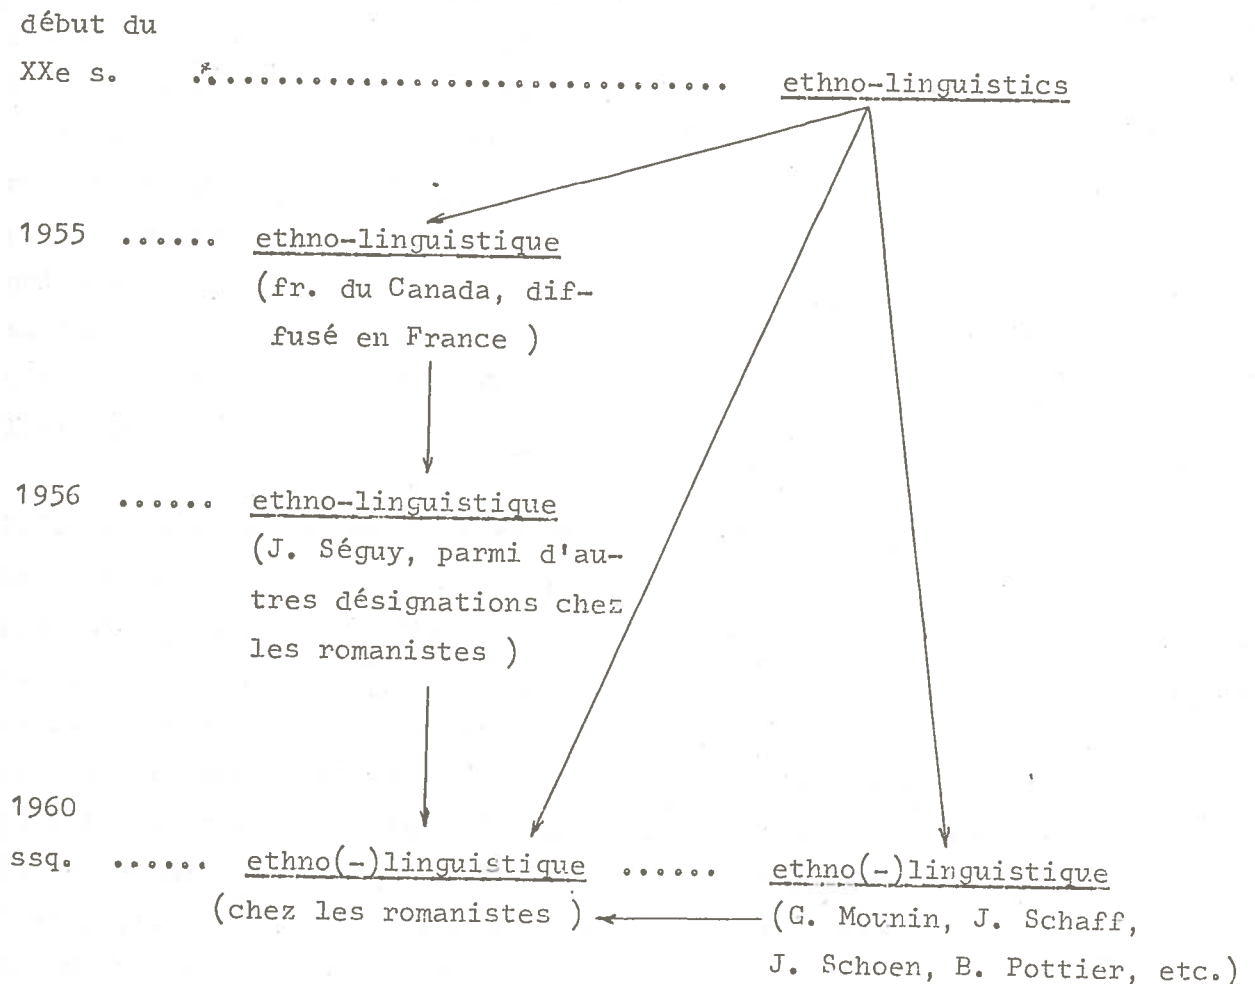 début du
XXe s. ................................ ethno-linguistics
1955 ...... ethno-linguistique
(fr. du Canada, dif-
fusé en France )
1956 ...... ethno-linguistique
(J. Séguy, parmi d'au-
tres désignations chez
les romanistes )
1960
ssq. ...... ethno(-)linguistique ...... ethno(-)linguistique
(chez les romanistes ) (G. Mounin, J. Schaff,
J. Schoen, B. Pottier, etc.)